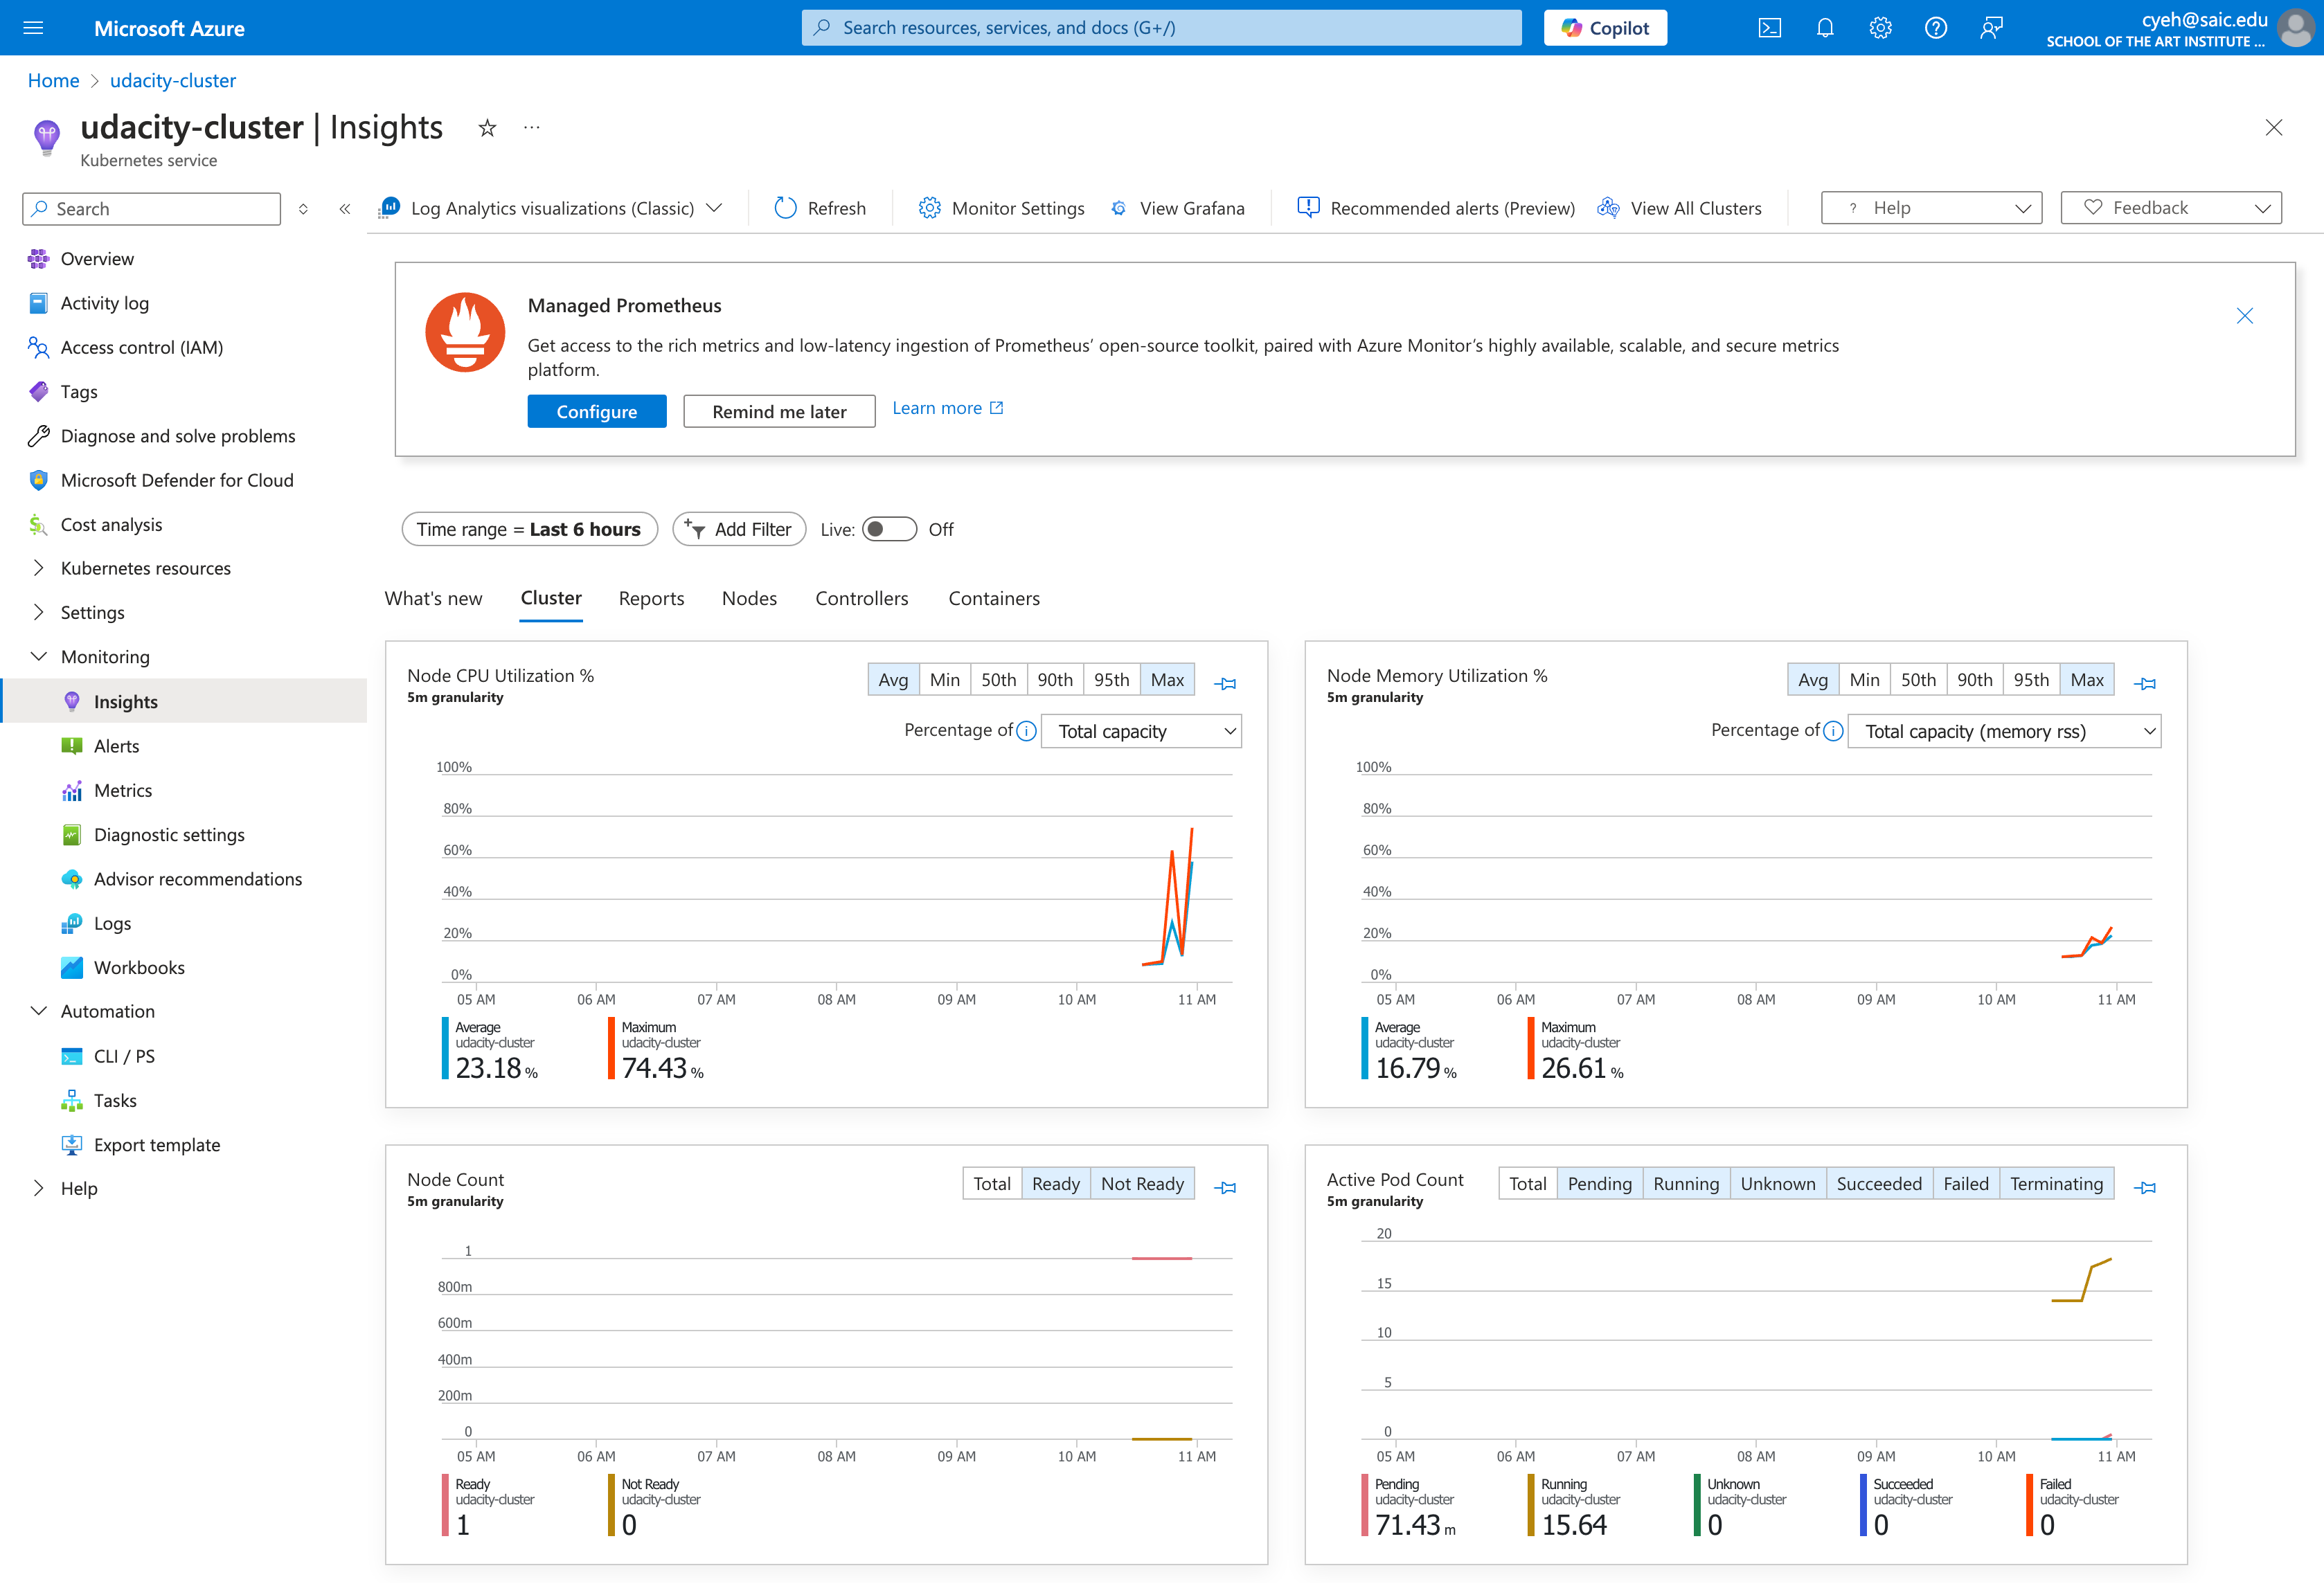 Microsoft Azure
Search resources, services, and docs (G+/)
Copilot
cyeh@saic.edu
SCHOOL OF THE ART INSTITUTE ...
Home > udacity-cluster
udacity-cluster | Insights
Kubernetes service
Search
Log Analytics visualizations (Classic)
Refresh
Monitor Settings
View Grafana
Recommended alerts (Preview)
View All Clusters
? Help
Feedback
Overview
Activity log
Access control (IAM)
Tags
Diagnose and solve problems
Microsoft Defender for Cloud
Cost analysis
Kubernetes resources
Settings
Monitoring
Insights
Alerts
Metrics
Diagnostic settings
Advisor recommendations
Logs
Workbooks
Automation
CLI / PS
Tasks
Export template
Help
Managed Prometheus
Get access to the rich metrics and low-latency ingestion of Prometheus’ open-source toolkit, paired with Azure Monitor’s highly available, scalable, and secure metrics
platform.
Configure
Remind me later
Learn more
Time range = Last 6 hours
Add Filter
Live:
Off
What's new
Cluster
Reports
Nodes
Controllers
Containers
Node CPU Utilization %
5m granularity
Avg Min 50th 90th 95th Max
Percentage of Total capacity
100%
80%
60%
40%
20%
0%
05 AM 06 AM 07 AM 08 AM 09 AM 10 AM 11 AM
Average
udacity-cluster
23.18 %
Maximum
udacity-cluster
74.43 %
Node Memory Utilization %
5m granularity
Avg Min 50th 90th 95th Max
Percentage of Total capacity (memory rss)
100%
80%
60%
40%
20%
0%
05 AM 06 AM 07 AM 08 AM 09 AM 10 AM 11 AM
Average
udacity-cluster
16.79 %
Maximum
udacity-cluster
26.61 %
Node Count
5m granularity
Total Ready Not Ready
1
800m
600m
400m
200m
0
05 AM 06 AM 07 AM 08 AM 09 AM 10 AM 11 AM
Ready
udacity-cluster
1
Not Ready
udacity-cluster
0
Active Pod Count
5m granularity
Total Pending Running Unknown Succeeded Failed Terminating
20
15
10
5
0
05 AM 06 AM 07 AM 08 AM 09 AM 10 AM 11 AM
Pending
udacity-cluster
71.43 m
Running
udacity-cluster
15.64
Unknown
udacity-cluster
0
Succeeded
udacity-cluster
0
Failed
udacity-cluster
0